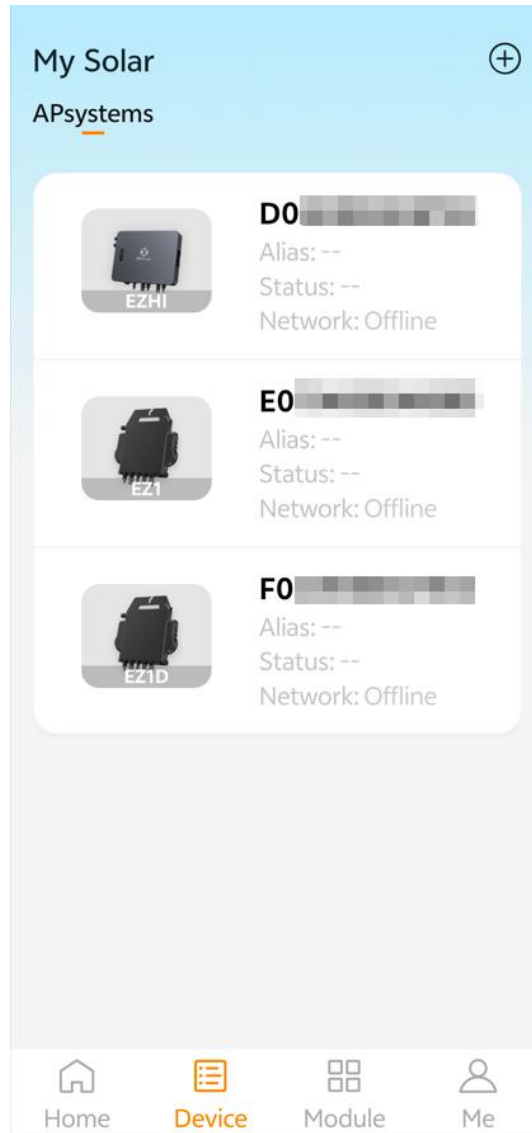 My Solar
APsystems
D0
Alias: --
Status: --
Network: Offline
EZHI
E0
Alias: --
Status: --
Network: Offline
EZ1
F0
Alias: --
Status: --
Network: Offline
EZ1D
Home
Device
Module
Me